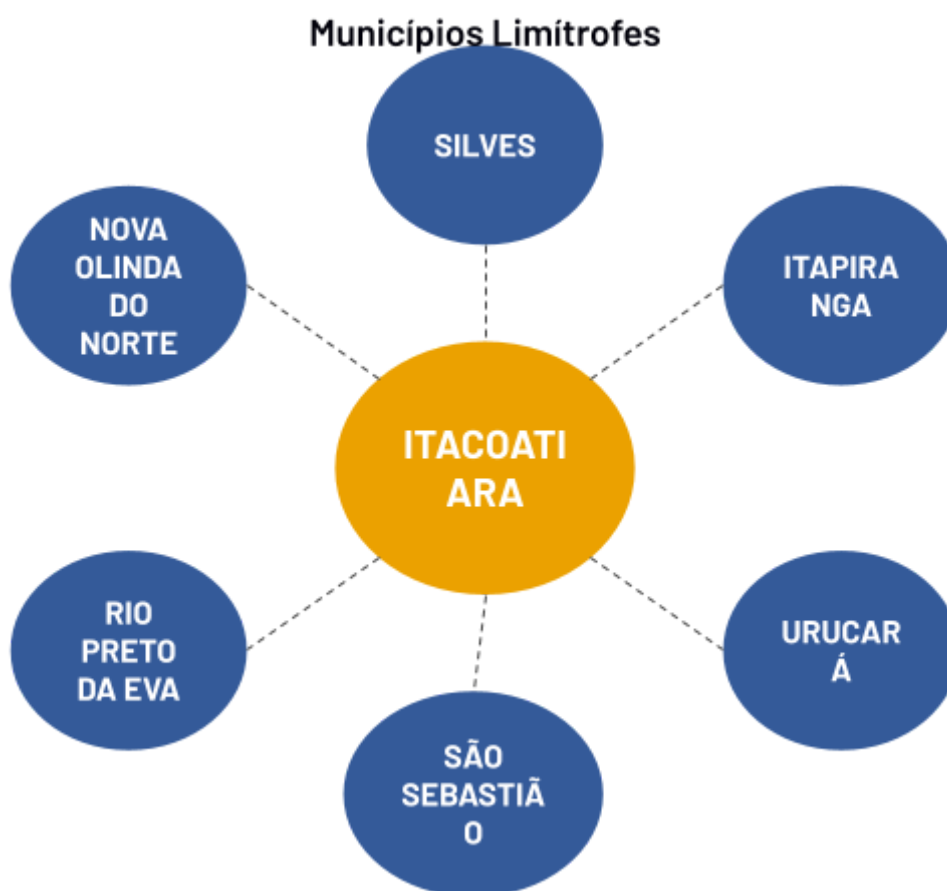 Municípios Limítrofes
SILVES
NOVA
OLINDA
DO
NORTE
ITAPIRA
NGA
ITACOATI
ARA
RIO
PRETO
DA EVA
URUCAR
Á
SÃO
SEBASTIÃ
O